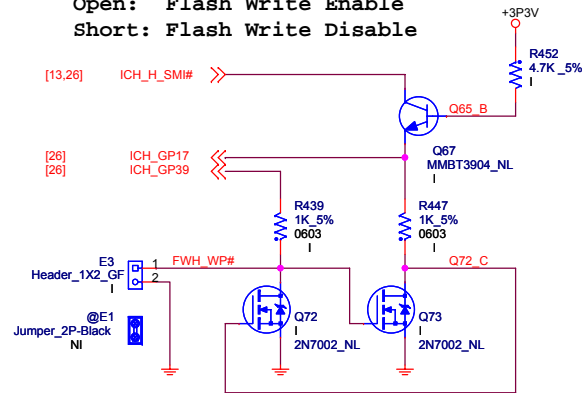 Open: Flash Write Enable
Short: Flash Write Disable
+3P3V
R452
4.7K _5%
I
[13,26] ICH_H_SMI#
Q65_B
Q67
MMBT3904_NL
I
[26] ICH_GP17
[26] ICH_GP39
R439
1K_5%
0603
I
R447
1K_5%
0603
I
E3
Header_1X2_GF
I
1
2
FWH_WP#
Q72_C
@E1
Jumper_2P-Black
NI
Q72
I
2N7002_NL
Q73
I
2N7002_NL